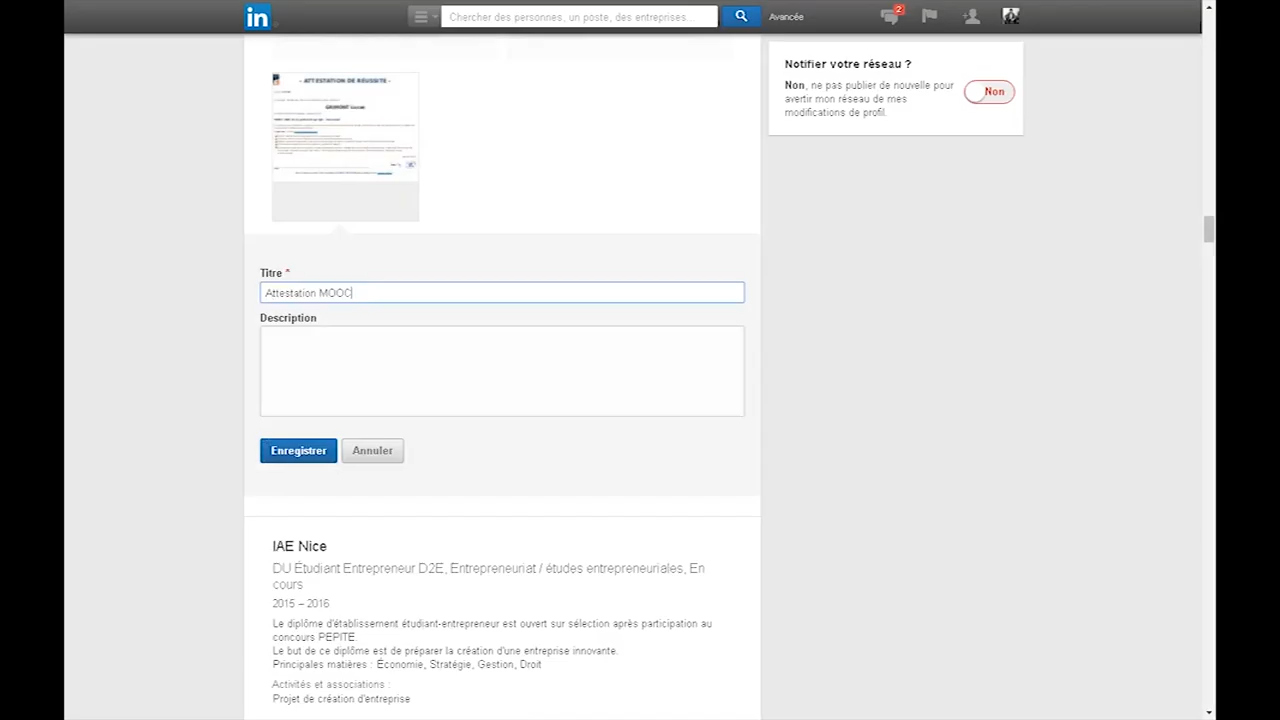 in
Chercher des personnes, un poste, des entreprises...
Avancée
2
- ATTESTATION DE RÉUSSITE -
Notifier votre réseau ?
Non, ne pas publier de nouvelle pour
avertir mon réseau de mes
modifications de profil.
Non
Titre *
Attestation MOOC
Description
Enregistrer
Annuler
IAE Nice
DU Étudiant Entrepreneur D2E, Entrepreneuriat / études entrepreneuriales, En
cours
2015 – 2016
Le diplôme d'établissement étudiant-entrepreneur est ouvert sur sélection après participation au
concours PEPITE.
Le but de ce diplôme est de préparer la création d'une entreprise innovante.
Principales matières : Économie, Stratégie, Gestion, Droit
Activités et associations :
Projet de création d'entreprise